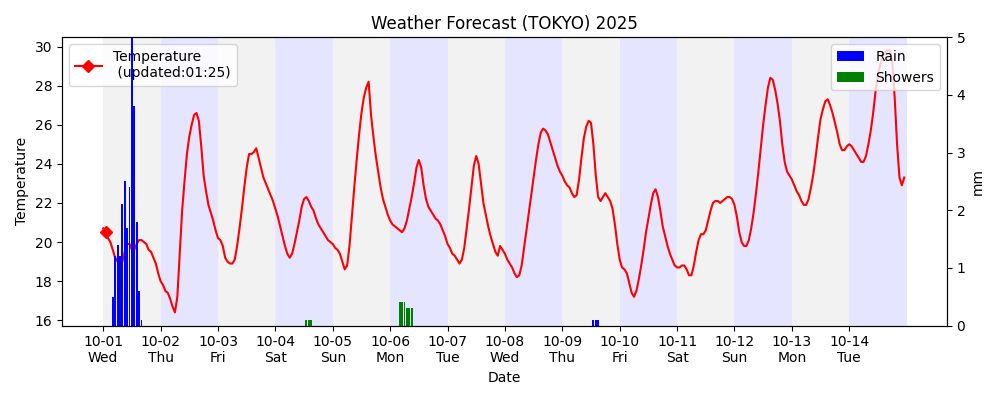 Weather Forecast (TOKYO) 2025
Temperature
(updated:01:25)
Rain
Showers
30
28
26
24
22
20
18
16
Temperature
5
4
3
2
1
0
mm
10-01 10-02 10-03 10-04 10-05 10-06 10-07 10-08 10-09 10-10 10-11 10-12 10-13 10-14
Wed Thu Fri Sat Sun Mon Tue Wed Thu Fri Sat Sun Mon Tue
Date